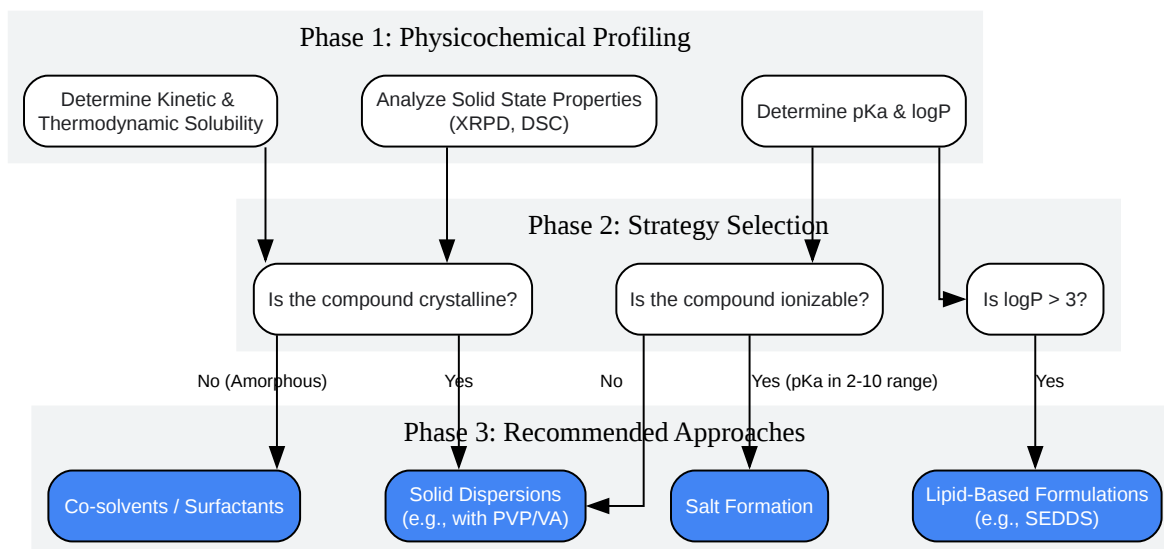 Phase 1: Physicochemical Profiling
Determine Kinetic &
Thermodynamic Solubility
Analyze Solid State Properties
(XRPD, DSC)
Determine pKa & logP
Phase 2: Strategy Selection
Is the compound crystalline?
Is the compound ionizable?
Is logP > 3?
No (Amorphous)
Yes
No
Yes (pKa in 2-10 range)
Yes
Phase 3: Recommended Approaches
Co-solvents / Surfactants
Solid Dispersions
(e.g., with PVP/VA)
Salt Formation
Lipid-Based Formulations
(e.g., SEDDS)